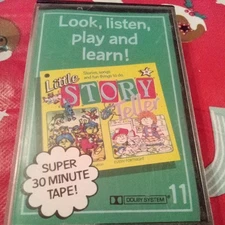 Look, listen,
play and
learn!
Stories, songs
and fun things to do
Little
STORY
teller
SUPER
30 MINUTE
TAPE!
DOLBY SYSTEM
11